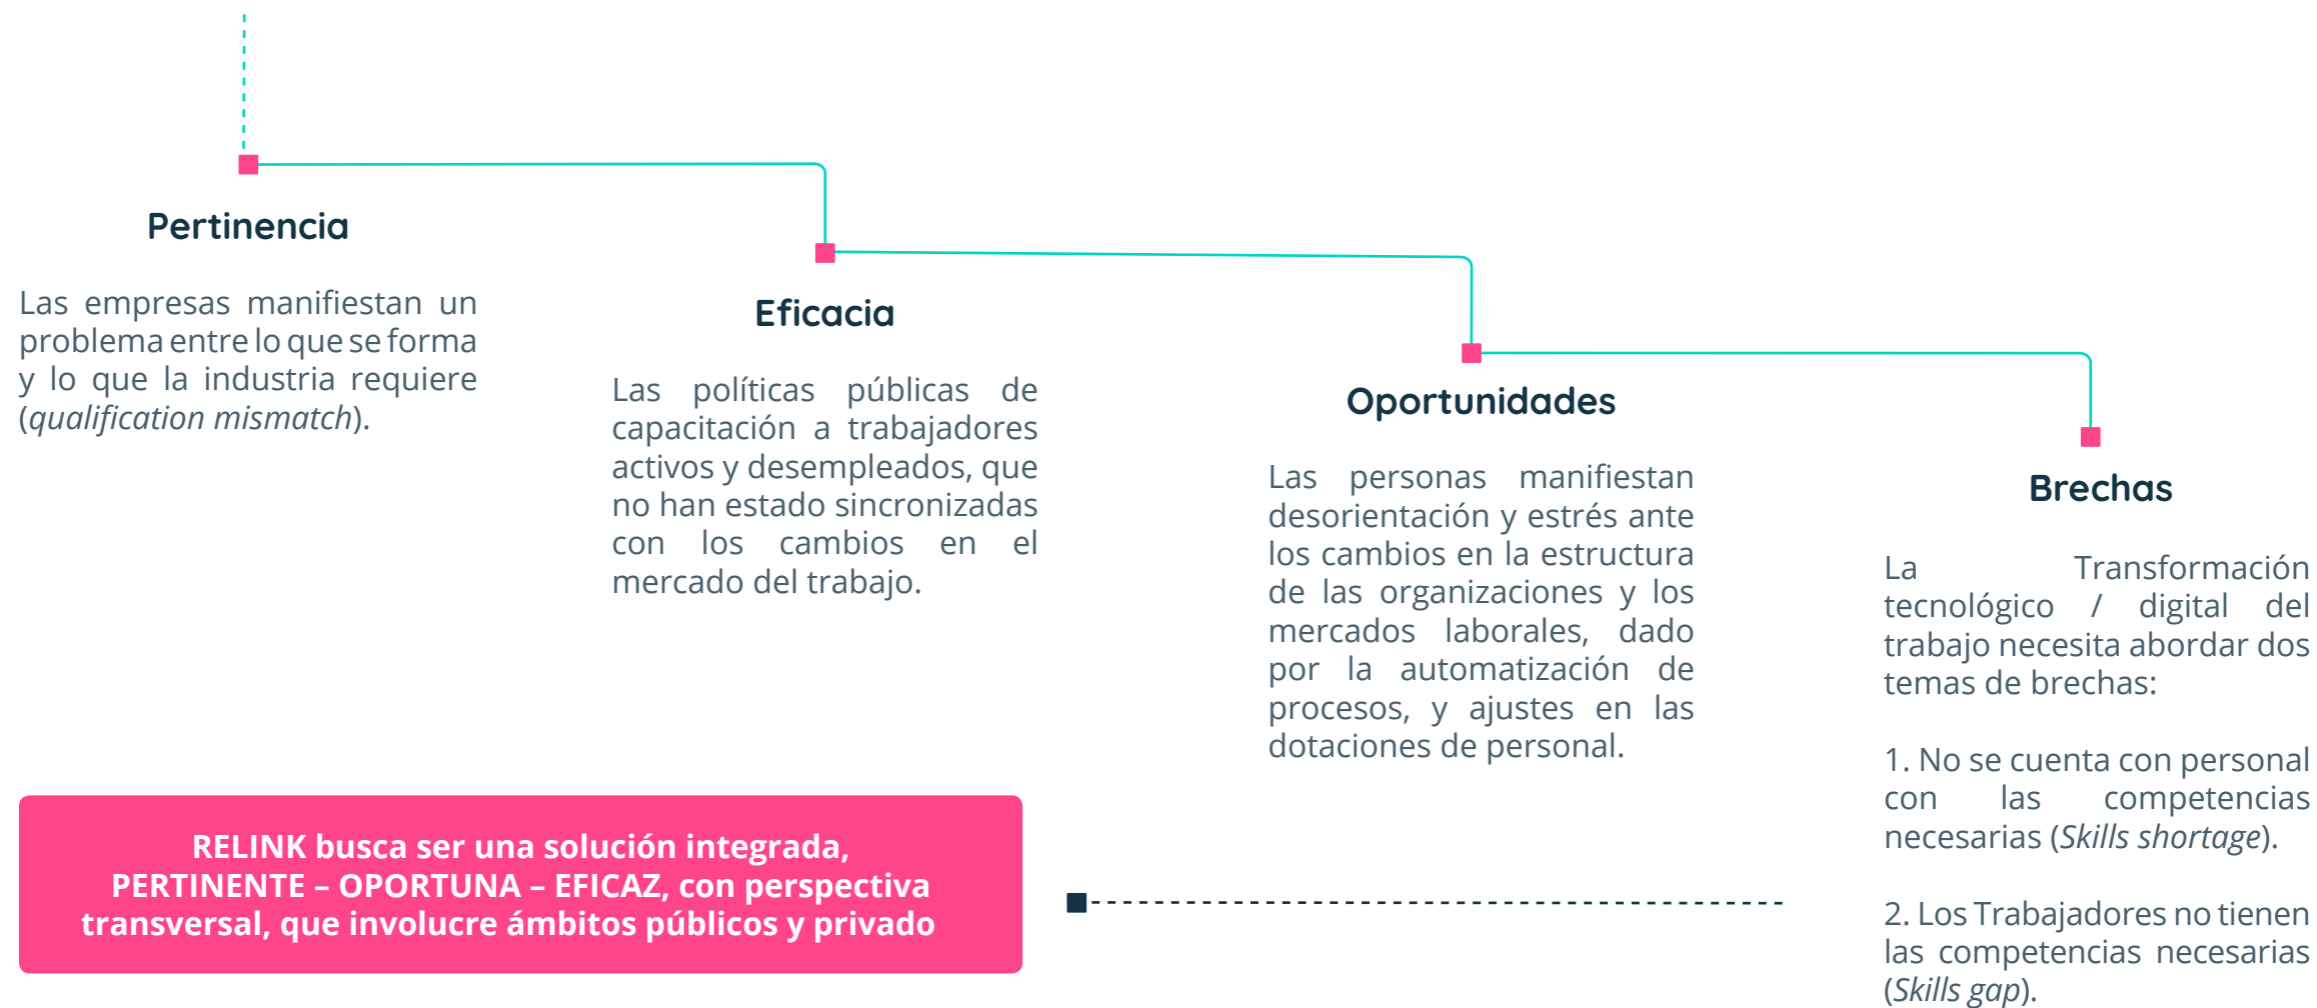 Pertinencia
Las empresas manifiestan un
problema entre lo que se forma
y lo que la industria requiere
(qualification mismatch).
Eficacia
Las políticas públicas de
capacitación a trabajadores
activos y desempleados, que
no han estado sincronizadas
con los cambios en el
mercado del trabajo.
Oportunidades
Las personas manifiestan
desorientación y estrés ante
los cambios en la estructura
de las organizaciones y los
mercados laborales, dado
por la automatización de
procesos, y ajustes en las
dotaciones de personal.
Brechas
La Transformación
tecnológico / digital del
trabajo necesita abordar dos
temas de brechas:
1. No se cuenta con personal
con las competencias
necesarias (Skills shortage).
2. Los Trabajadores no tienen
las competencias necesarias
(Skills gap).
RELINK busca ser una solución integrada,
PERTINENTE – OPORTUNA – EFICAZ, con perspectiva
transversal, que involucre ámbitos públicos y privado